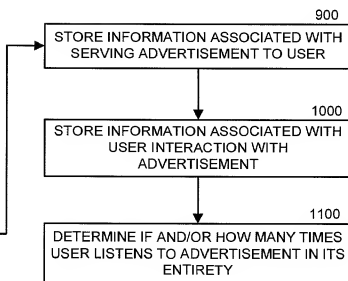 900
STORE INFORMATION ASSOCIATED WITH
SERVING ADVERTISEMENT TO USER
1000
STORE INFORMATION ASSOCIATED WITH
USER INTERACTION WITH
ADVERTISEMENT
1100
DETERMINE IF AND/OR HOW MANY TIMES
USER LISTENS TO ADVERTISEMENT IN ITS
ENTIRETY